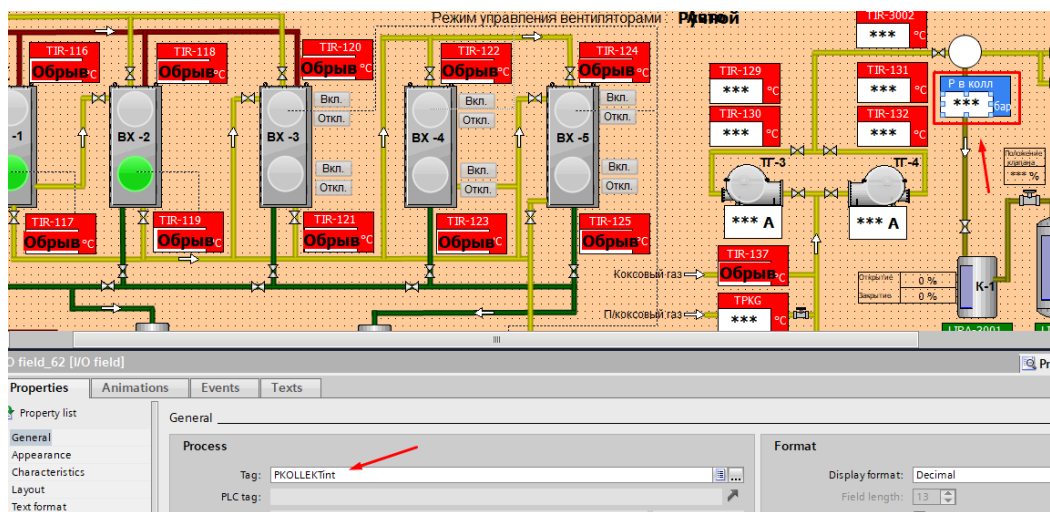 Режим управления вентиляторами
TIR-3002
***
°C
TIR-116
Обрыв
°C
TIR-118
Обрыв
°C
TIR-120
Обрыв
°C
TIR-122
Обрыв
°C
TIR-124
Обрыв
°C
TIR-129
***
°C
TIR-131
***
°C
Р в колл
***
бар
TIR-130
***
°C
TIR-132
***
°C
Вкл.
Откл.
Вкл.
Откл.
Вкл.
Откл.
-1
ВХ -2
ВХ -3
ВХ -4
ВХ -5
Вкл.
Откл.
Вкл.
Откл.
Вкл.
Откл.
ТГ-3
ТГ-4
Положение
клапана
*** %
TIR-117
Обрыв
°C
TIR-119
Обрыв
°C
TIR-121
Обрыв
°C
TIR-123
Обрыв
°C
TIR-125
Обрыв
°C
*** А
*** А
TIR-137
Обрыв
°C
Коксовый газ
Открытие
0 %
Закрытие
0 %
К-1
П/коксовый газ
TPKG
***
°C
O field_62 [I/O field]
Properties
Animations
Events
Texts
Property list
General
Appearance
Characteristics
Layout
Text format
General
Process
Tag:
PKOLLEKTint
...
PLC tag:
Format
Display format:
Decimal
Field length:
13